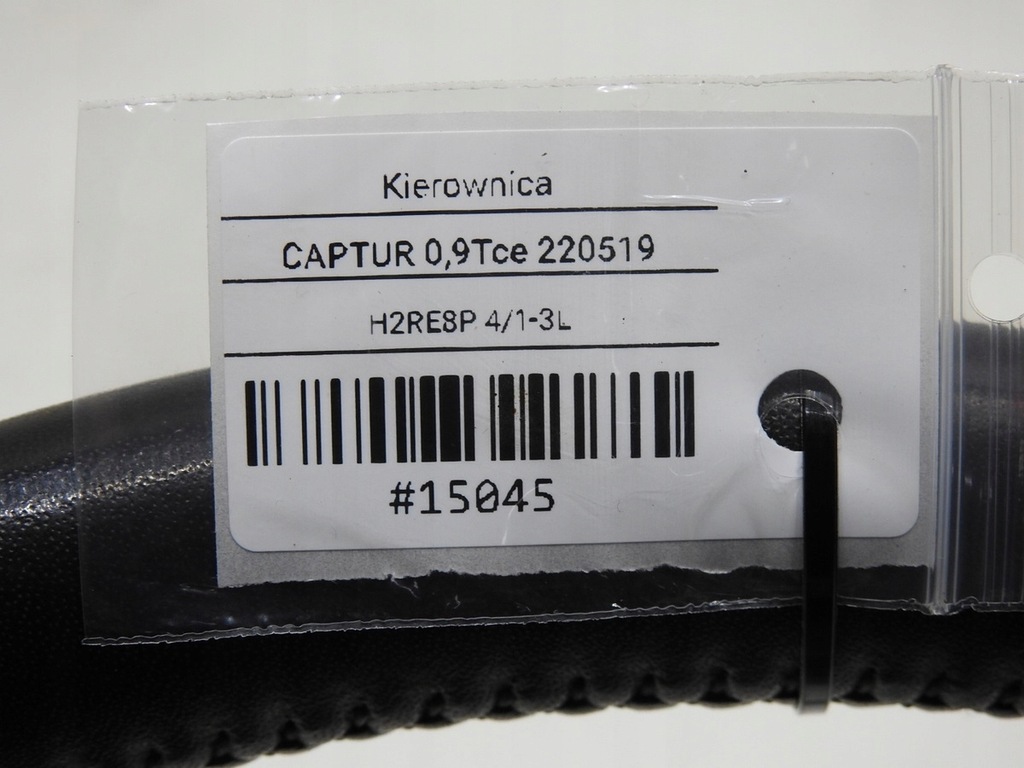 Kierownica
CAPTUR 0,9Tce 220519
H2RE8P 4/1-3L
#15045